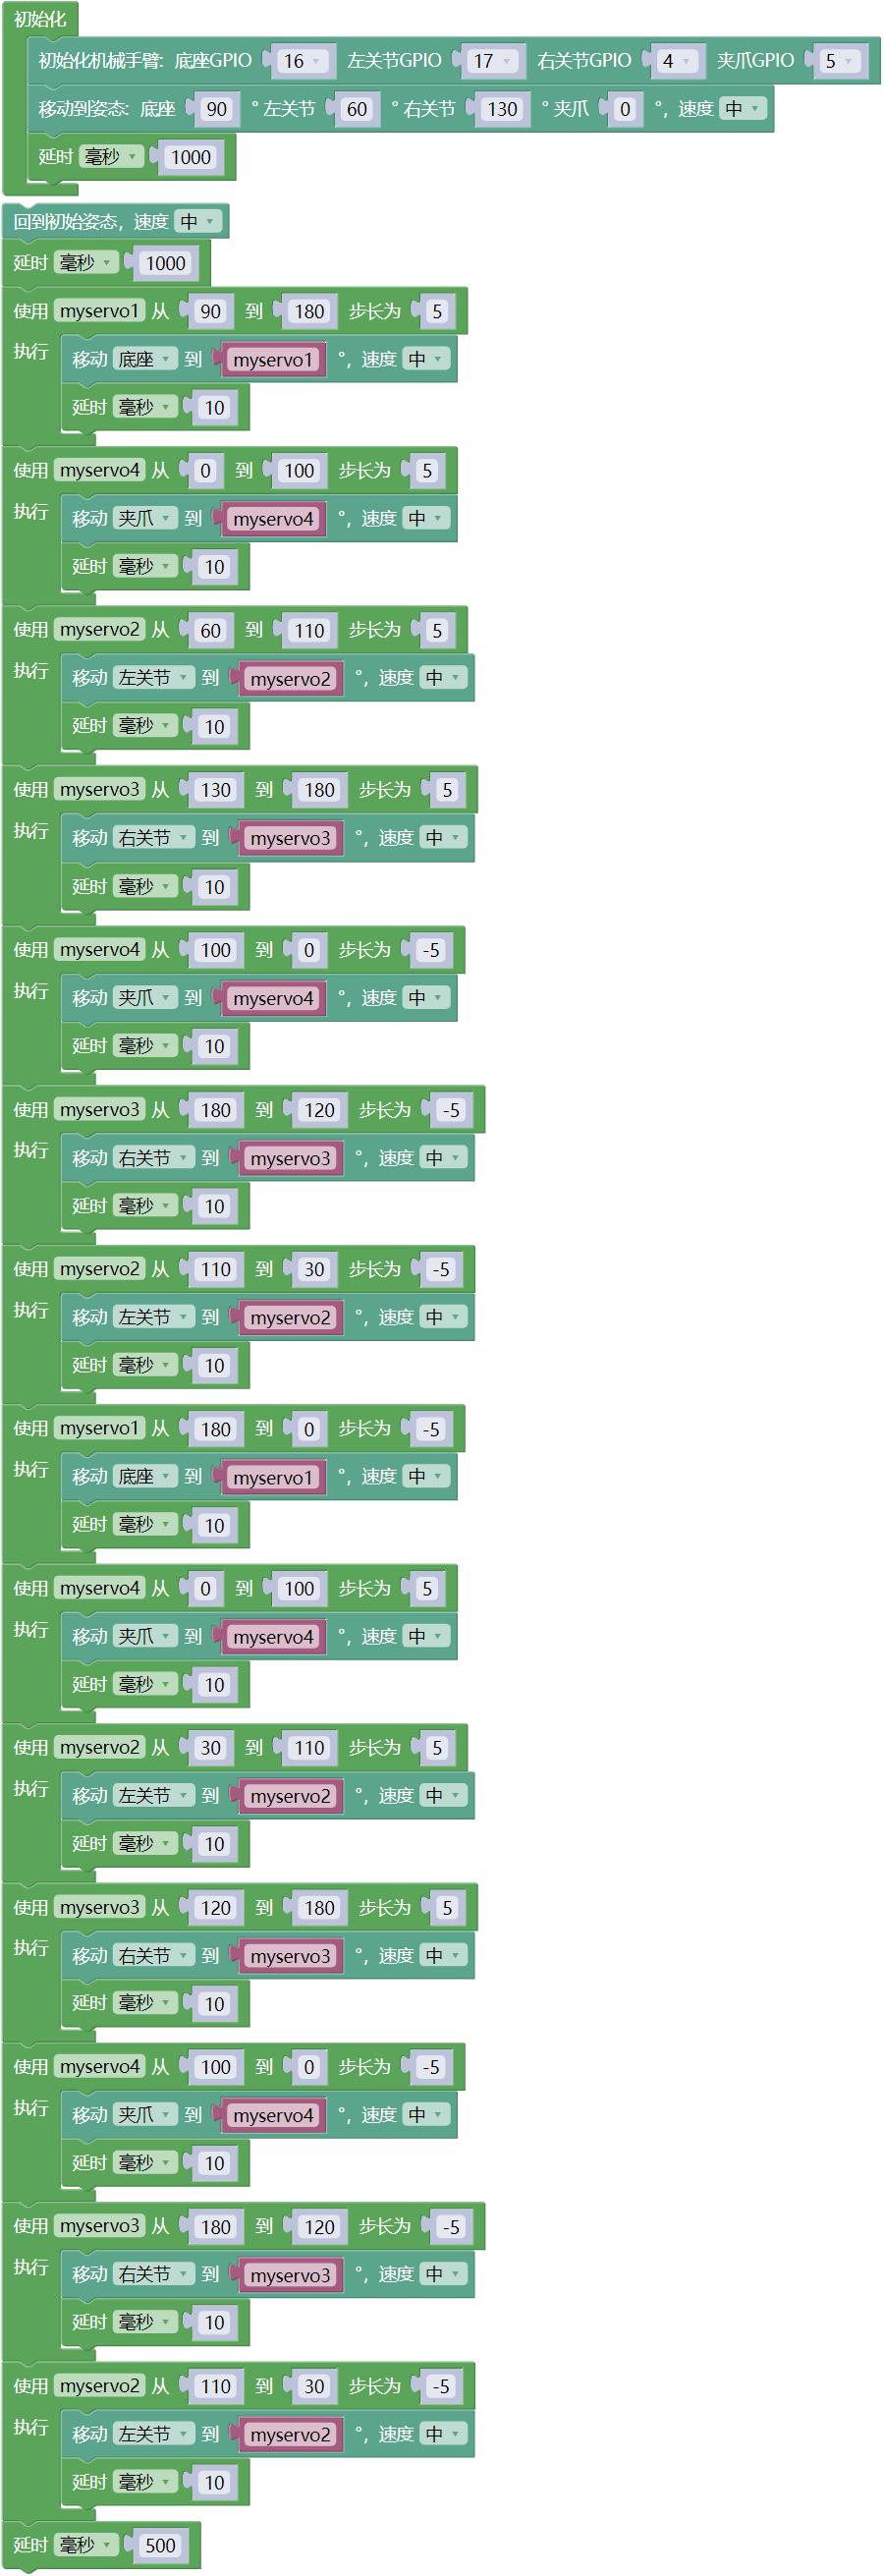 初始化
初始化机械手臂: 底座GPIO 16 左关节GPIO 17 右关节GPIO 4 夹爪GPIO 5
移动到姿态: 底座 90 ° 左关节 60 ° 右关节 130 ° 夹爪 0 °, 速度 中
延时 毫秒 1000
回到初始姿态, 速度 中
延时 毫秒 1000
使用 myservo1 从 90 到 180 步长为 5
执行 移动 底座 到 myservo1 °, 速度 中
延时 毫秒 10
使用 myservo4 从 0 到 100 步长为 5
执行 移动 夹爪 到 myservo4 °, 速度 中
延时 毫秒 10
使用 myservo2 从 60 到 110 步长为 5
执行 移动 左关节 到 myservo2 °, 速度 中
延时 毫秒 10
使用 myservo3 从 130 到 180 步长为 5
执行 移动 右关节 到 myservo3 °, 速度 中
延时 毫秒 10
使用 myservo4 从 100 到 0 步长为 -5
执行 移动 夹爪 到 myservo4 °, 速度 中
延时 毫秒 10
使用 myservo3 从 180 到 120 步长为 -5
执行 移动 右关节 到 myservo3 °, 速度 中
延时 毫秒 10
使用 myservo2 从 110 到 30 步长为 -5
执行 移动 左关节 到 myservo2 °, 速度 中
延时 毫秒 10
使用 myservo1 从 180 到 0 步长为 -5
执行 移动 底座 到 myservo1 °, 速度 中
延时 毫秒 10
使用 myservo4 从 0 到 100 步长为 5
执行 移动 夹爪 到 myservo4 °, 速度 中
延时 毫秒 10
使用 myservo2 从 30 到 110 步长为 5
执行 移动 左关节 到 myservo2 °, 速度 中
延时 毫秒 10
使用 myservo3 从 120 到 180 步长为 5
执行 移动 右关节 到 myservo3 °, 速度 中
延时 毫秒 10
使用 myservo4 从 100 到 0 步长为 -5
执行 移动 夹爪 到 myservo4 °, 速度 中
延时 毫秒 10
使用 myservo3 从 180 到 120 步长为 -5
执行 移动 右关节 到 myservo3 °, 速度 中
延时 毫秒 10
使用 myservo2 从 110 到 30 步长为 -5
执行 移动 左关节 到 myservo2 °, 速度 中
延时 毫秒 10
延时 毫秒 500